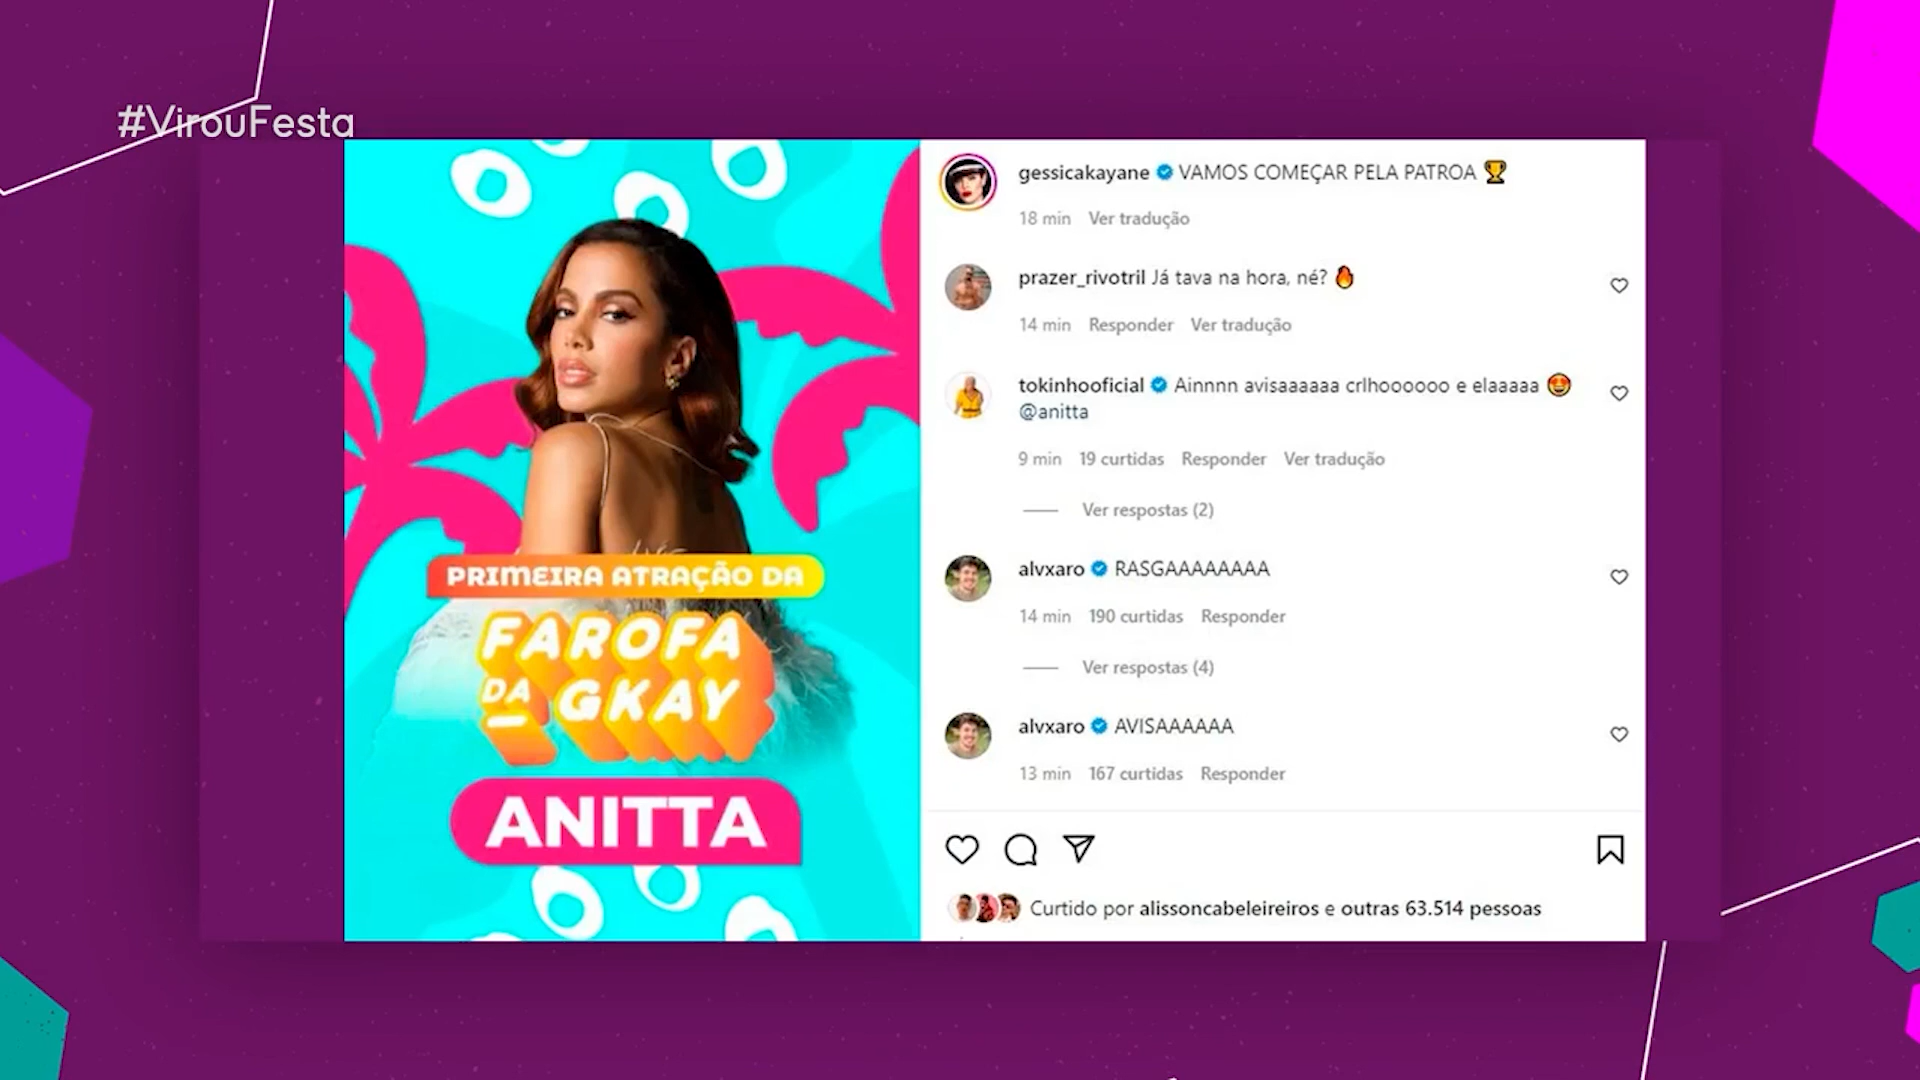 #VirouFesta
PRIMEIRA ATRAÇÃO DA
FAROFA
DA GKAY
ANITTA
gessicakayane VAMOS COMEÇAR PELA PATROA 🏆
18 min Ver tradução
prazer_rivotril Já tava na hora, né? 🔥
14 min Responder Ver tradução
tokinhooficial Ainnnn avisaaaaaa crlhoooooo e elaaaaa 🤩
@anitta
9 min 19 curtidas Responder Ver tradução
Ver respostas (2)
alvxaro RASGAAAAAAAA
14 min 190 curtidas Responder
Ver respostas (4)
alvxaro AVISAAAAAA
13 min 167 curtidas Responder
Curtido por alissoncabeleireiros e outras 63.514 pessoas